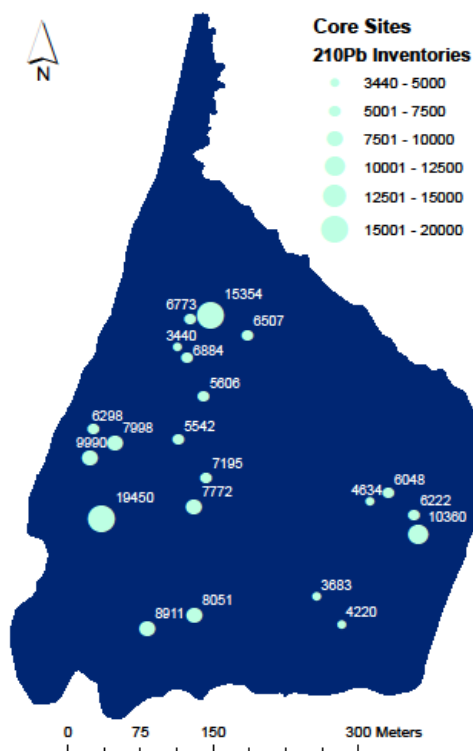 Core Sites
210Pb Inventories
N
3440 - 5000
5001 - 7500
7501 - 10000
10001 - 12500
12501 - 15000
15001 - 20000
15354
6773
6507
3440
6884
5606
6298
7998
5542
9990
7195
6048
4634
7772
6222
19450
10360
3683
8051
8911
4220
0 75 150 300 Meters